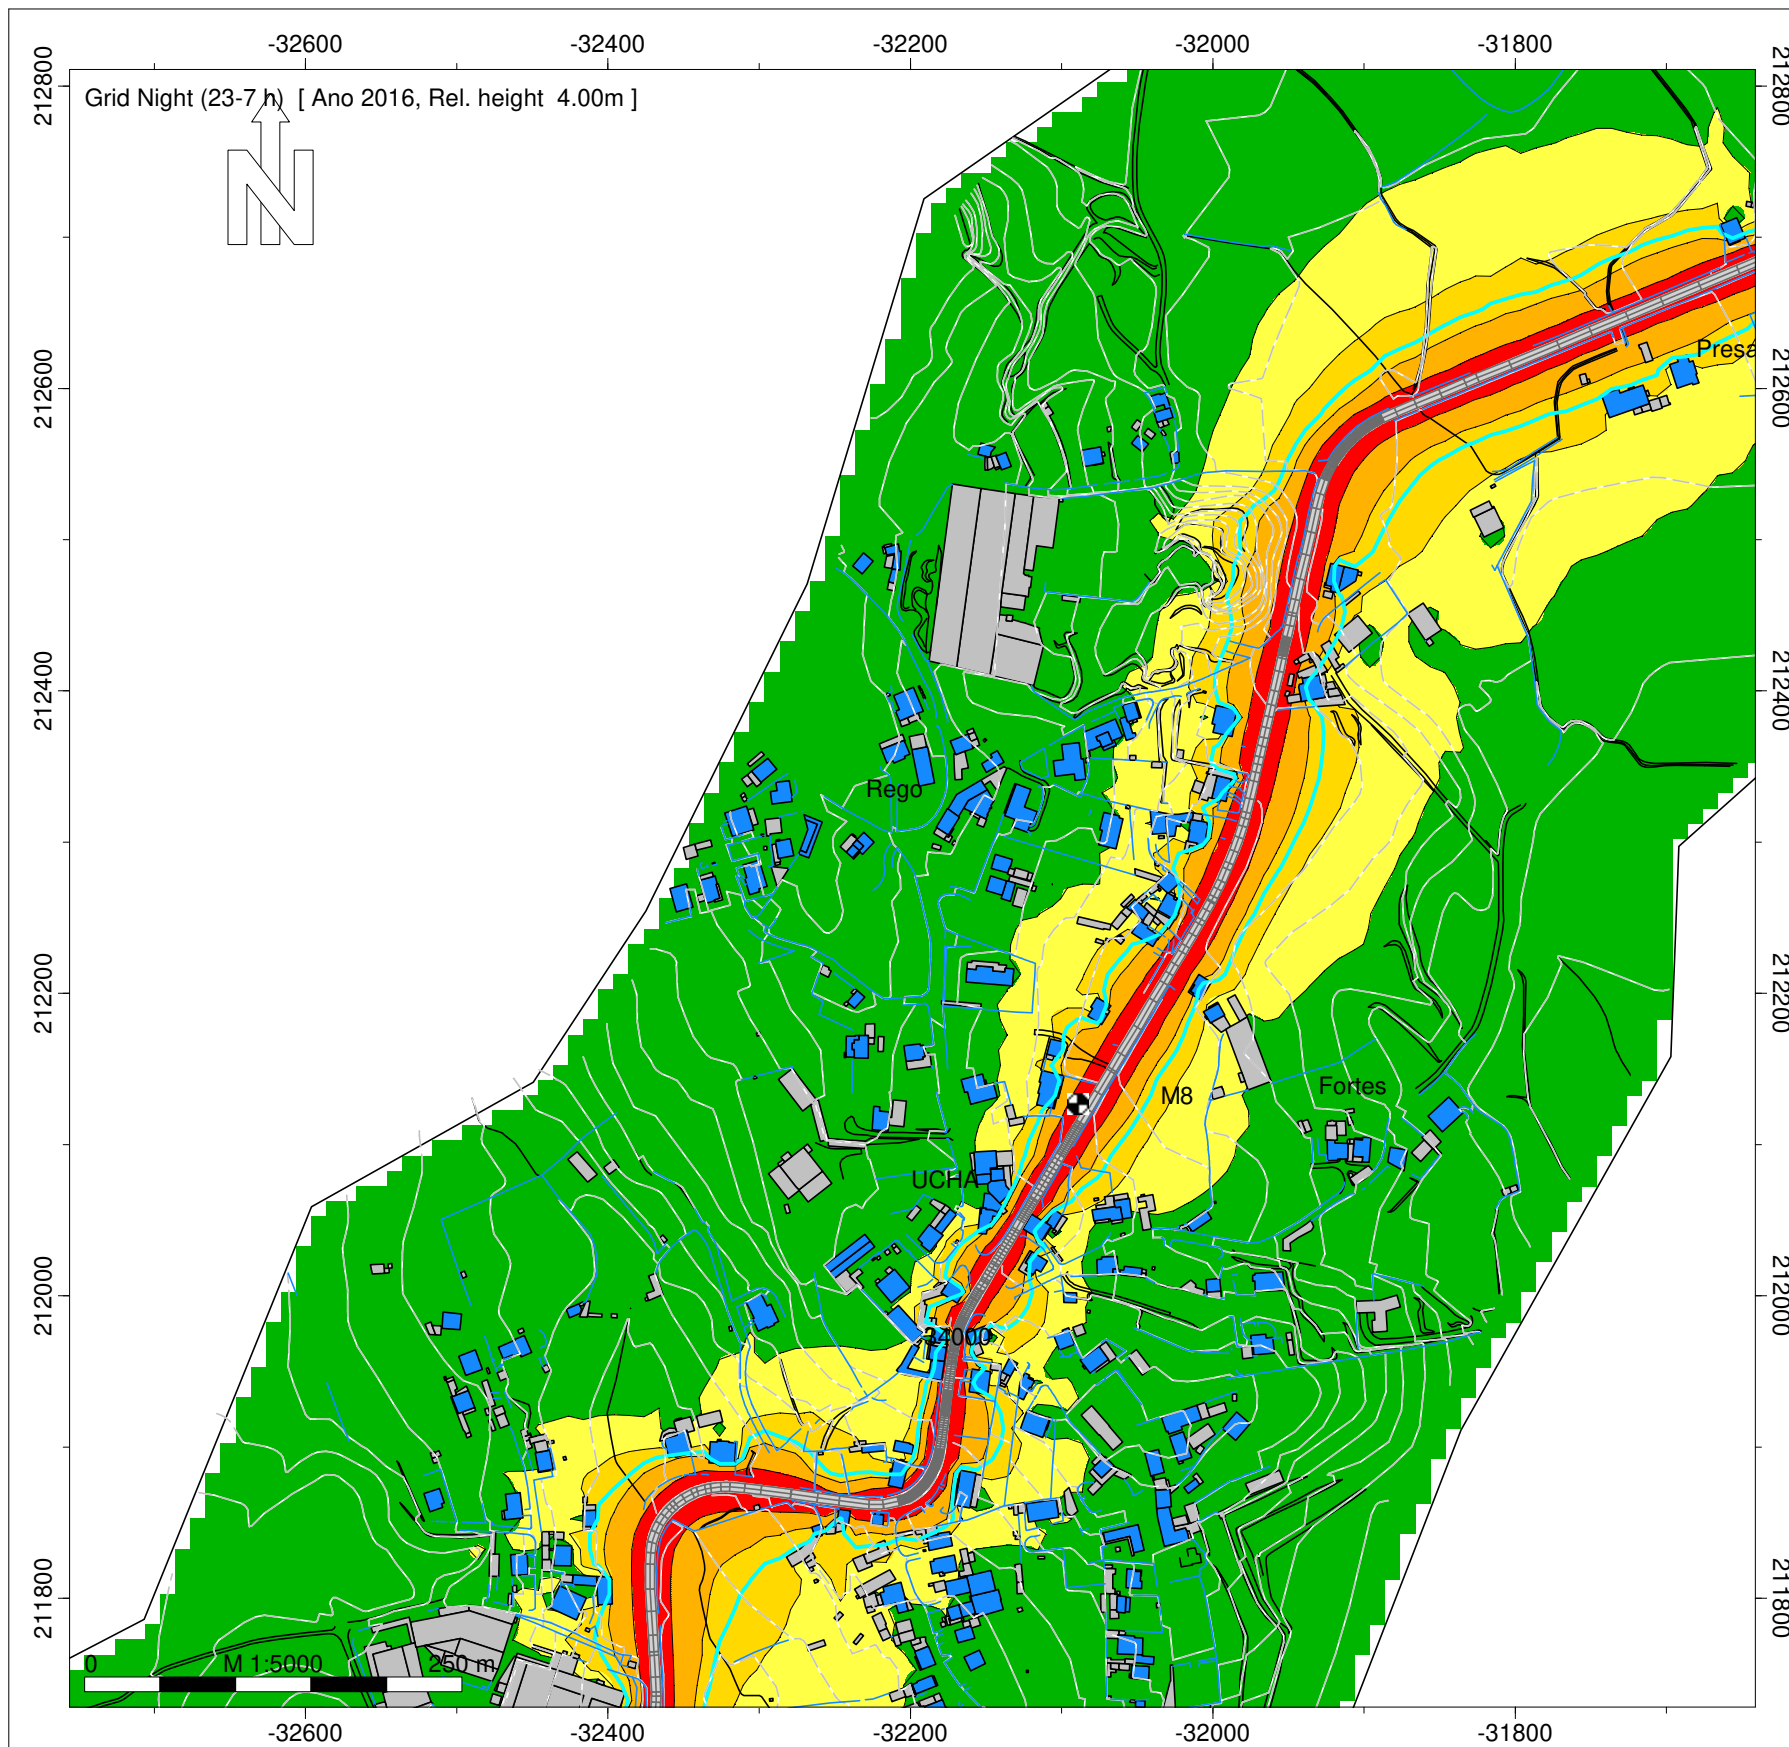 -32600 -32400 -32200 -32000 -31800
212800 212800
Grid Night (23-7 h) [ Ano 2016, Rel. height 4.00m ]
N
Presa
212600 212600
212400 212400
Rego
212200 212200
Fortes
M8
UCHA
212000 212000
34000
211800 211800
0 M 1:5000 250 m
-32600 -32400 -32200 -32000 -31800